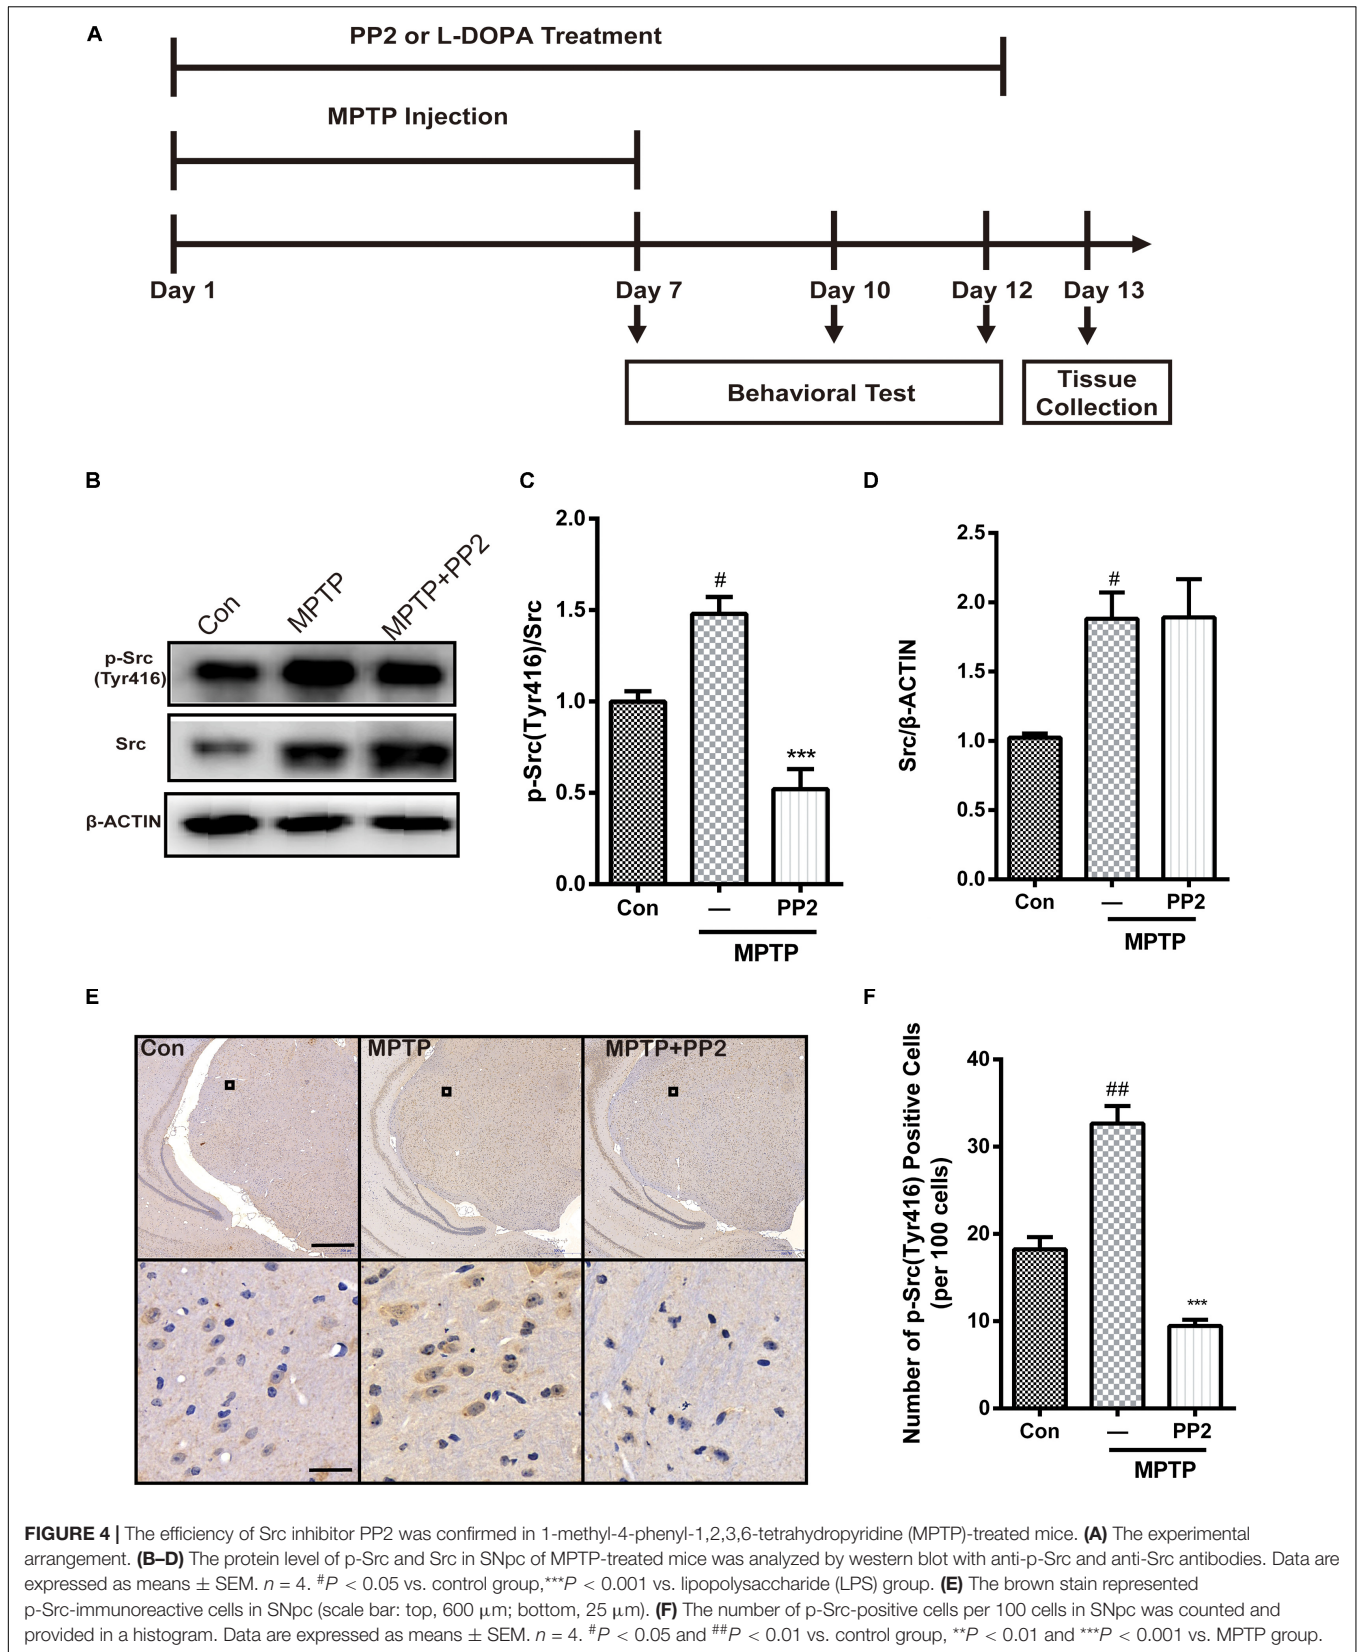 A
PP2 or L-DOPA Treatment
MPTP Injection
Day 1
Day 7
Day 10
Day 12
Day 13
Behavioral Test
Tissue
Collection
B
Con
MPTP
MPTP+PP2
p-Src
(Tyr416)
Src
β-ACTIN
C
p-Src(Tyr416)/Src
2.0
1.5
1.0
0.5
0.0
#
***
Con
—
PP2
MPTP
D
Src/β-ACTIN
2.5
2.0
1.5
1.0
0.5
0.0
#
Con
—
PP2
MPTP
E
Con
MPTP
MPTP+PP2
F
Number of p-Src(Tyr416) Positive Cells
(per 100 cells)
40
30
20
10
0
##
***
Con
—
PP2
MPTP
FIGURE 4 | The efficiency of Src inhibitor PP2 was confirmed in 1-methyl-4-phenyl-1,2,3,6-tetrahydropyridine (MPTP)-treated mice. (A) The experimental
arrangement. (B–D) The protein level of p-Src and Src in SNpc of MPTP-treated mice was analyzed by western blot with anti-p-Src and anti-Src antibodies. Data are
expressed as means ± SEM. n = 4. #P < 0.05 vs. control group,***P < 0.001 vs. lipopolysaccharide (LPS) group. (E) The brown stain represented
p-Src-immunoreactive cells in SNpc (scale bar: top, 600 μm; bottom, 25 μm). (F) The number of p-Src-positive cells per 100 cells in SNpc was counted and
provided in a histogram. Data are expressed as means ± SEM. n = 4. #P < 0.05 and ##P < 0.01 vs. control group, **P < 0.01 and ***P < 0.001 vs. MPTP group.